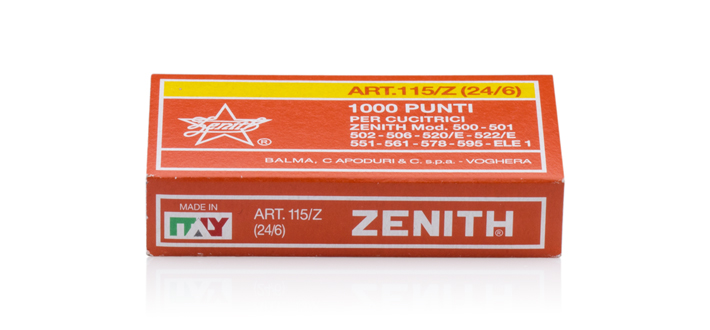 ART.115/Z (24/6)
1000 PUNTI
PER CUCITRICI
ZENITH Mod. 500 - 501
502 - 506 - 520/E - 522/E
551 - 561 - 578 - 595 - ELE 1
Zenith ®
BALMA, C APODURI & C. s.p.a. - VOGHERA
MADE IN
ITALY
ART. 115/Z
(24/6)
ZENITH®